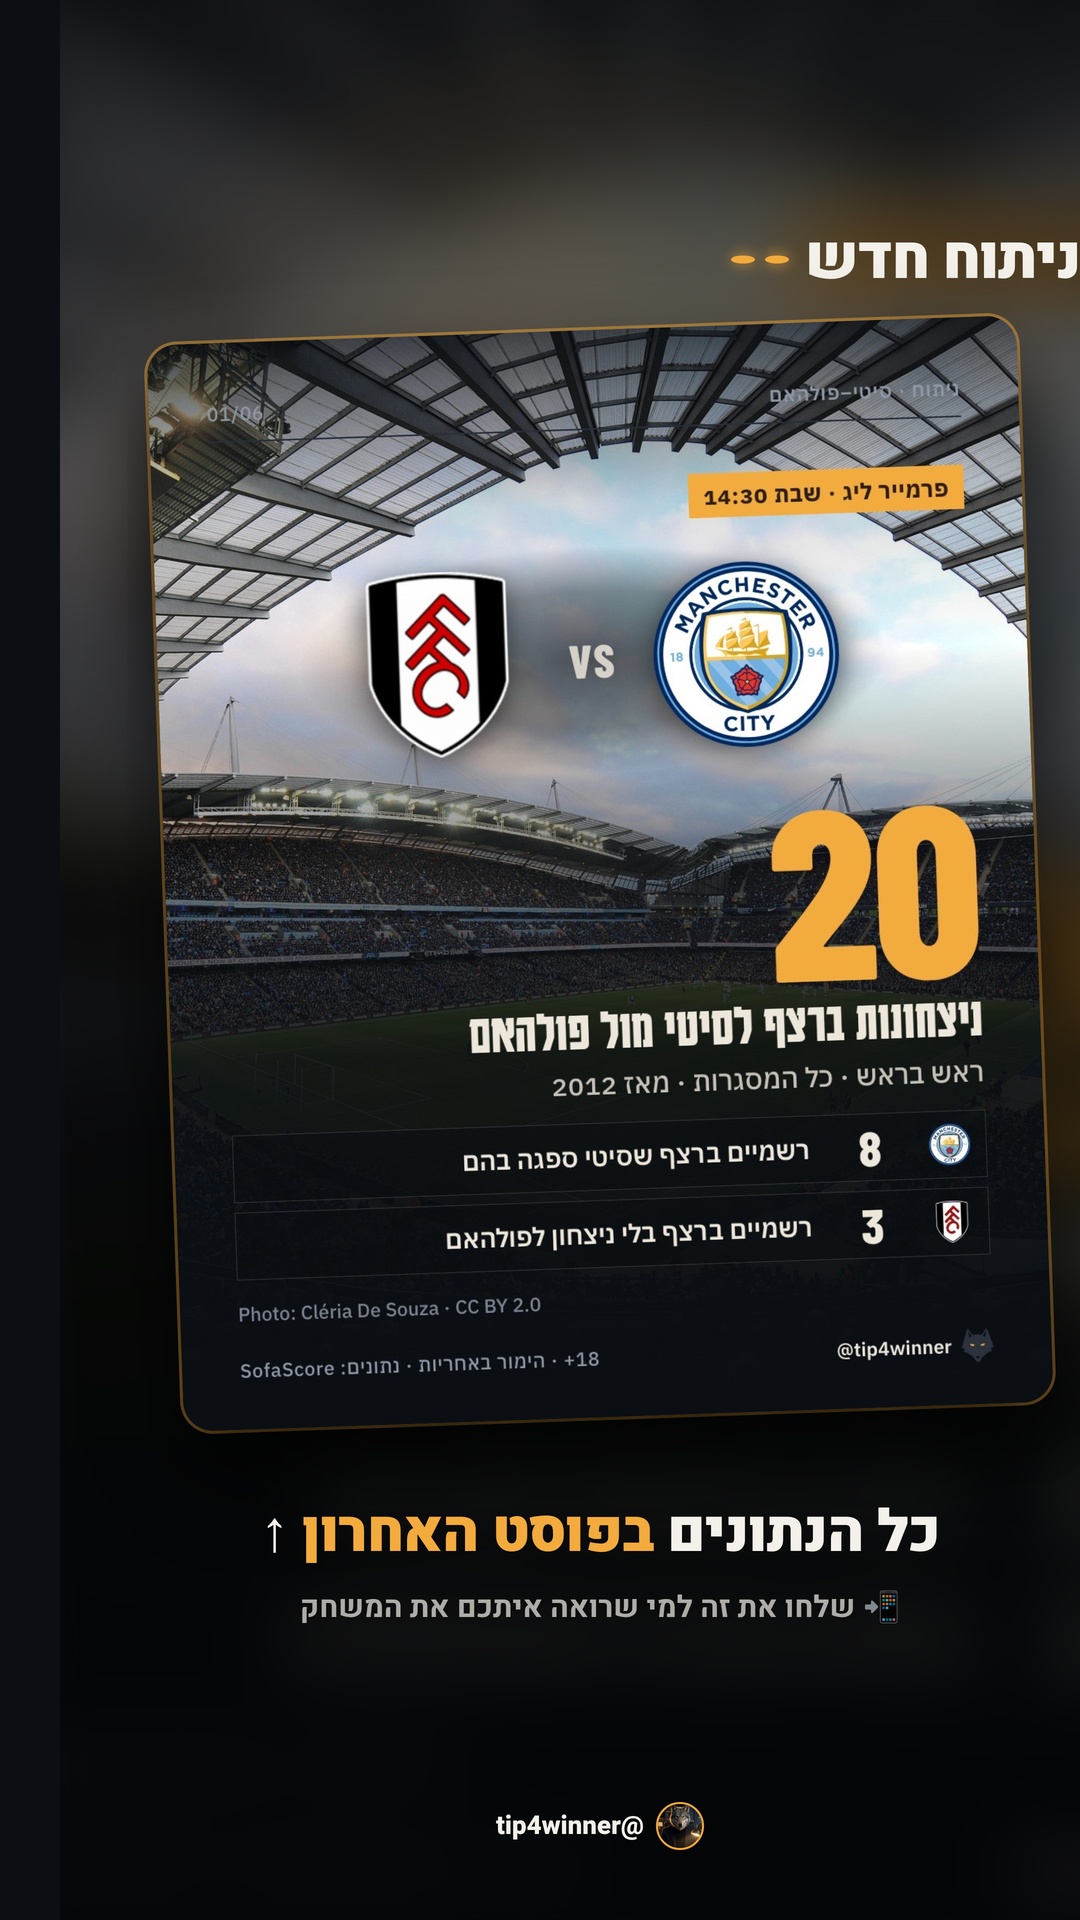 ניתוח חדש
ניתוח · סיטי–פולהאם
01/06
פרמייר ליג · שבת 14:30
MANCHESTER
18 94
CITY
VS
FFC
20
ניצחונות ברצף לסיטי מול פולהאם
ראש בראש · כל המסגרות · מאז 2012
8 רשמיים ברצף שסיטי ספגה בהם
3 רשמיים ברצף בלי ניצחון לפולהאם
Photo: Cléria De Souza · CC BY 2.0
@tip4winner
18+ · הימור באחריות · נתונים: SofaScore
כל הנתונים בפוסט האחרון ↑
📲 שלחו את זה למי שרואה איתכם את המשחק
@tip4winner